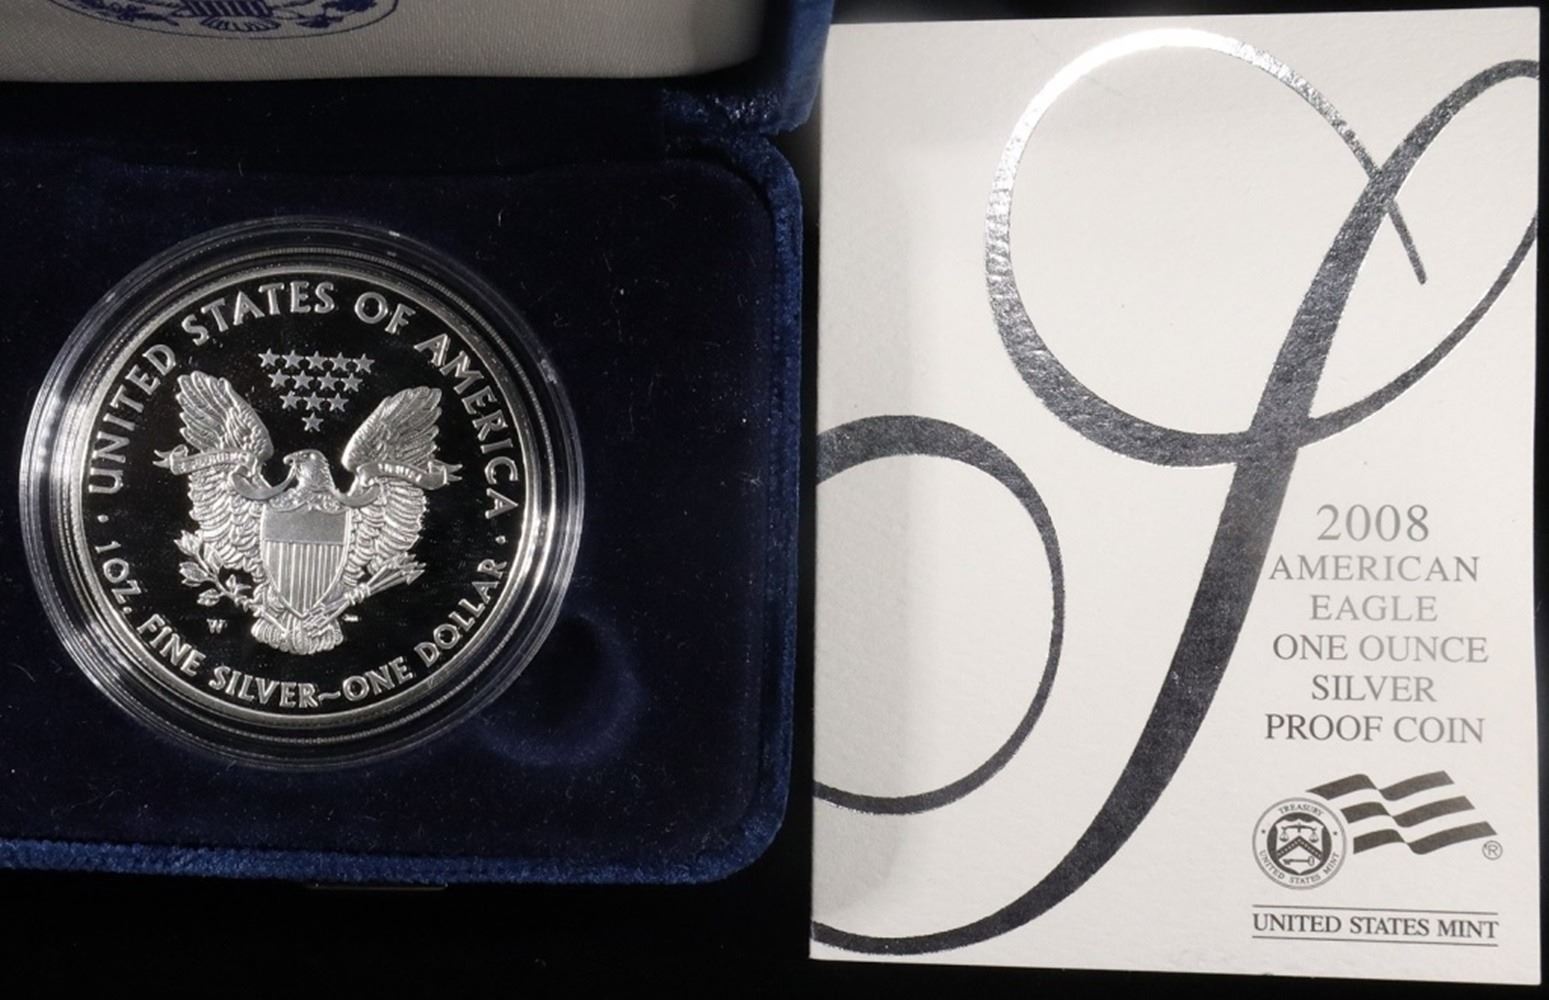 UNITED STATES OF AMERICA
1 OZ. FINE SILVER~ONE DOLLAR
W
2008
AMERICAN
EAGLE
ONE OUNCE
SILVER
PROOF COIN
TREASURY
UNITED STATES MINT
®
UNITED STATES MINT